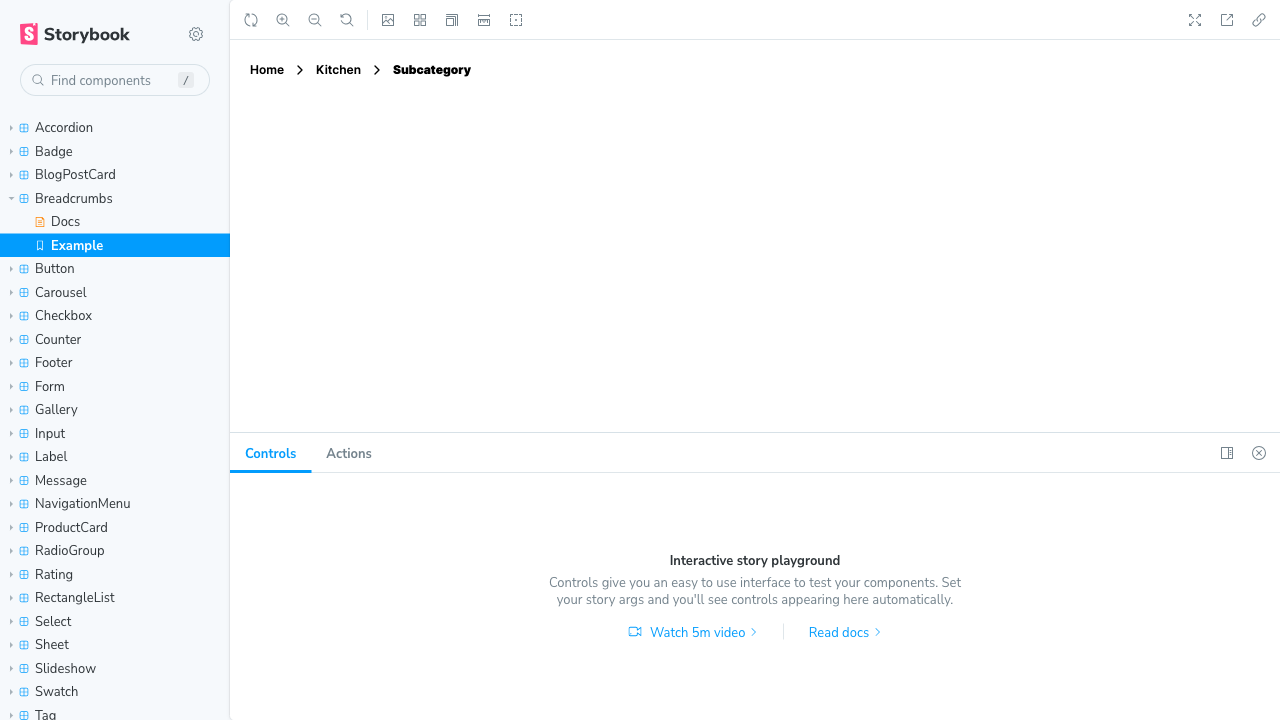 Storybook
Find components /
Accordion
Badge
BlogPostCard
Breadcrumbs
Docs
Example
Button
Carousel
Checkbox
Counter
Footer
Form
Gallery
Input
Label
Message
NavigationMenu
ProductCard
RadioGroup
Rating
RectangleList
Select
Sheet
Slideshow
Swatch
Tag
Home Kitchen Subcategory
Controls Actions
Interactive story playground
Controls give you an easy to use interface to test your components. Set
your story args and you'll see controls appearing here automatically.
Watch 5m video Read docs